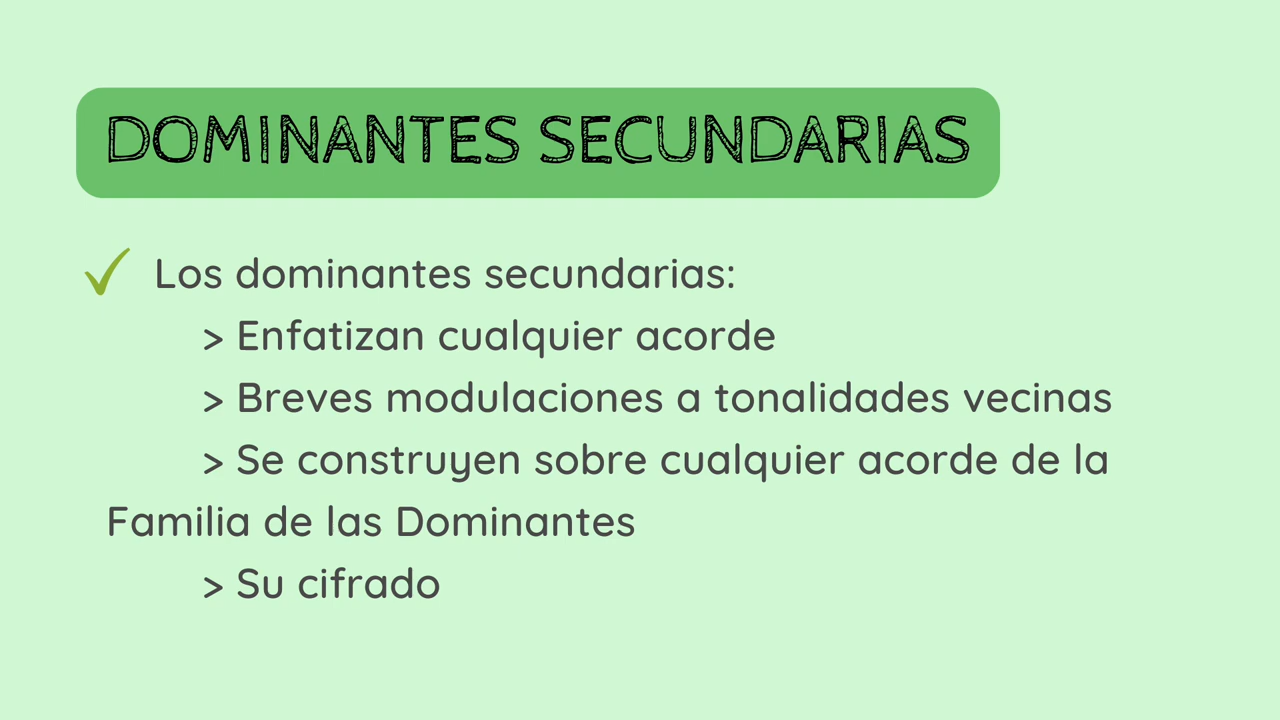 DOMINANTES SECUNDARIAS
Los dominantes secundarias:
> Enfatizan cualquier acorde
> Breves modulaciones a tonalidades vecinas
> Se construyen sobre cualquier acorde de la
Familia de las Dominantes
> Su cifrado